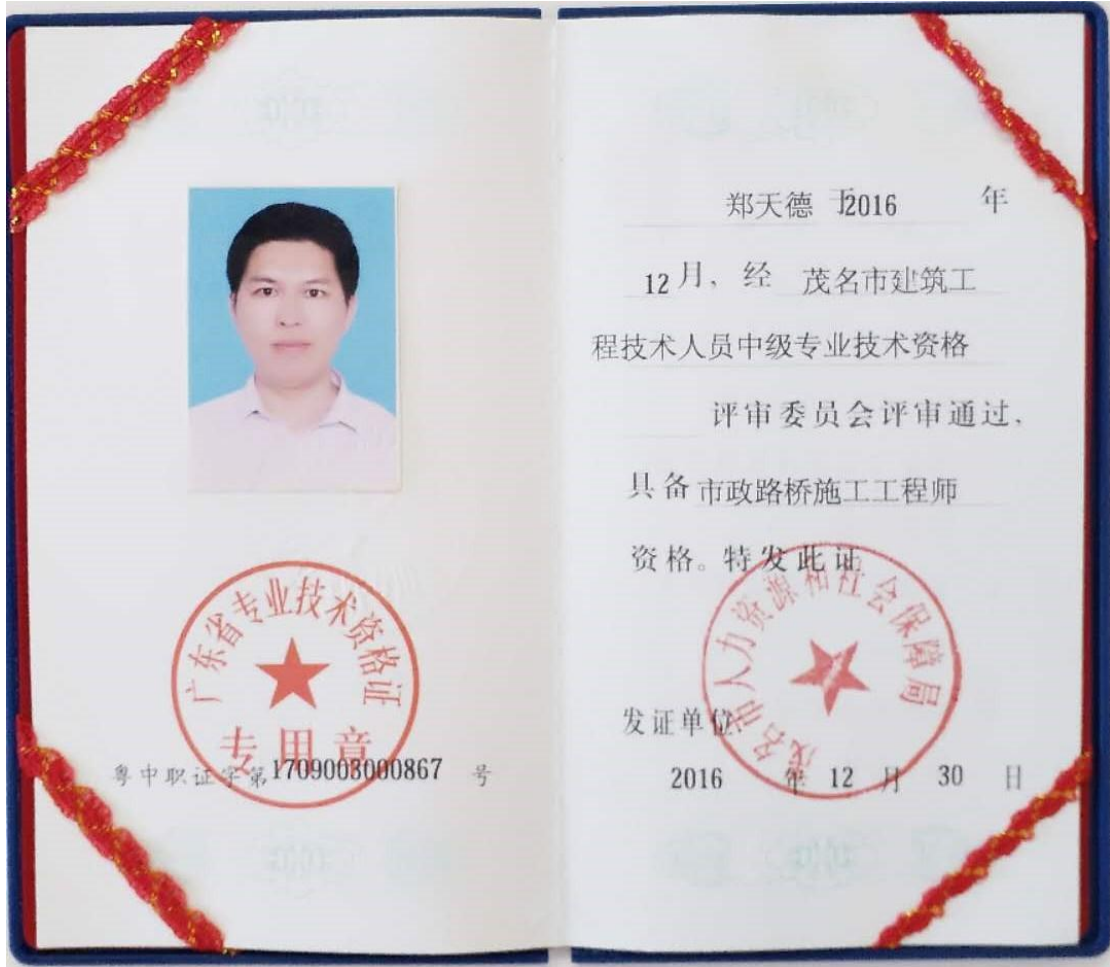 广东省专业技术资格证
专用章
粤中职证字第1709003000867号
郑天德 于2016 年
12月，经 茂名市建筑工
程技术人员中级专业技术资格
评审委员会评审通过，
具备市政路桥施工工程师
资格。特发此证
茂名市人力资源和社会保障局
发证单位：
2016 年 12 月 30 日